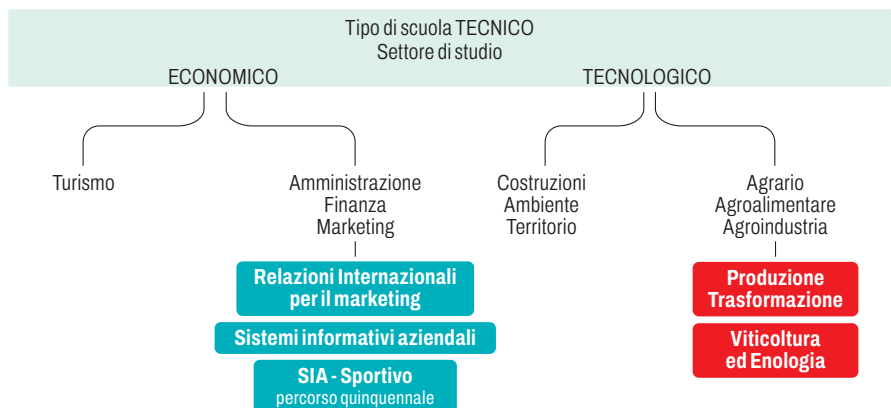 Tipo di scuola TECNICO
Settore di studio
ECONOMICO
TECNOLOGICO
Turismo
Amministrazione
Finanza
Marketing
Costruzioni
Ambiente
Territorio
Agrario
Agroalimentare
Agroindustria
Relazioni Internazionali
per il marketing
Sistemi informativi aziendali
SIA - Sportivo
percorso quinquennale
Produzione
Trasformazione
Viticoltura
ed Enologia